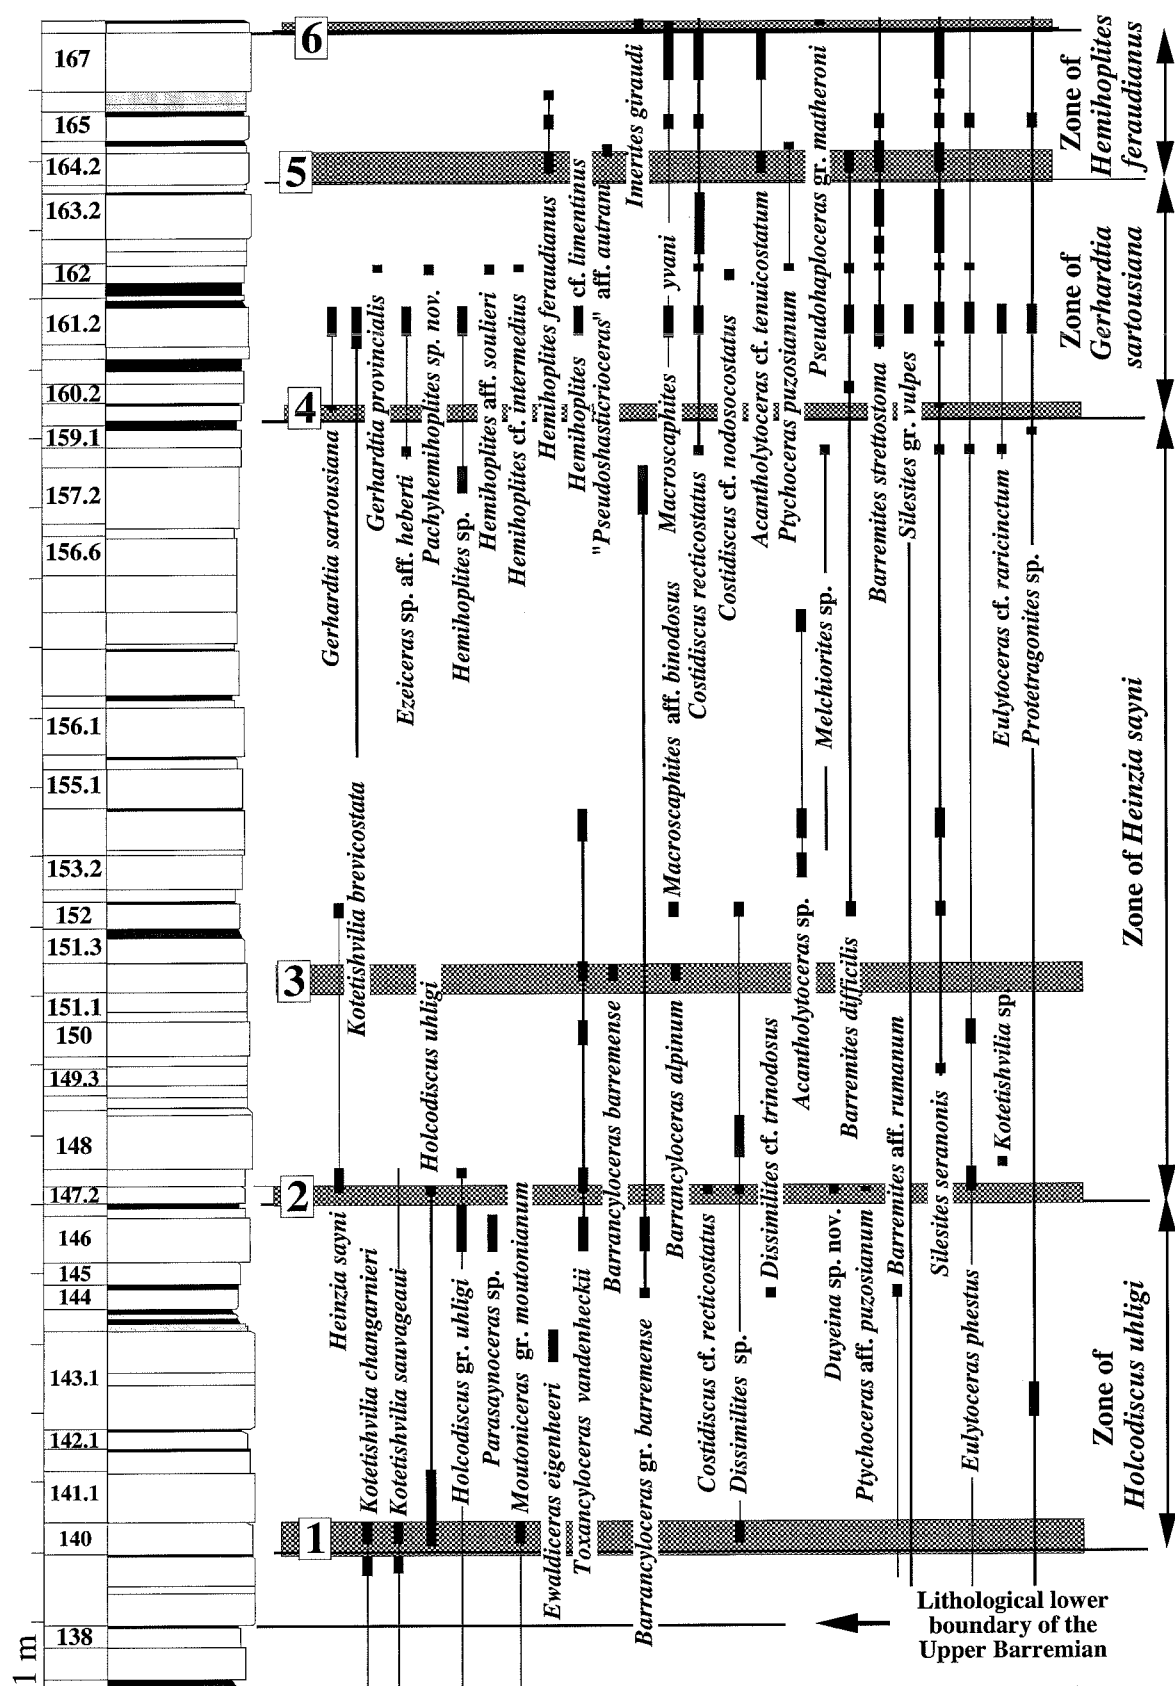 167
165
164.2
163.2
162
161.2
160.2
159.1
157.2
156.6
156.1
155.1
153.2
152
151.3
151.1
150
149.3
148
147.2
146
145
144
143.1
142.1
141.1
140
138
1 m
6
5
4
3
2
1
Gerhardtia sartousiana
Gerhardtia provincialis
Ezeiceras sp. aff. heberti
Pachyhemihoplites sp. nov.
Hemihoplites sp.
Hemihoplites aff. soulieri
Hemihoplites cf. intermedius
Hemihoplites feraudianus
Hemihoplites cf. limentinus
"Pseudoshasticrioceras" aff. autrani
Imerites giraudi
Macroscaphites yvani
Costidiscus recticostatus
Costidiscus cf. nodosocostatus
Acantholytoceras cf. tenuicostatum
Ptychoceras puzosianum
Pseudohaploceras gr. matheroni
Melchiorites sp.
Barremites strettostoma
Silesites gr. vulpes
Eulytoceras cf. raricinctum
Protetragonites sp.
Kotetishvilia brevicostata
Macroscaphites aff. binodosus
Heinzia sayni
Kotetishvilia changarnieri
Kotetishvilia sauvageaui
Holcodiscus uhligi
Holcodiscus gr. uhligi
Parasaynoceras sp.
Moutoniceras gr. moutonianum
Ewaldiceras eigenheeri
Toxancyloceras vandenheckii
Barrancyloceras barremense
Barrancyloceras gr. barremense
Barrancyloceras alpinum
Costidiscus cf. recticostatus
Dissimilites sp.
Dissimilites cf. trinodosus
Acantholytoceras sp.
Duyeina sp. nov.
Barremites difficilis
Ptychoceras aff. puzosianum
Barremites aff. rumanum
Silesites seranonis
Eulytoceras phestus
Kotetishvilia sp.
Zone of
Hemihoplites
feraudianus
Zone of
Gerhardtia
sartousiana
Zone of Heinzia sayni
Zone of
Holcodiscus uhligi
Lithological lower
boundary of the
Upper Barremian